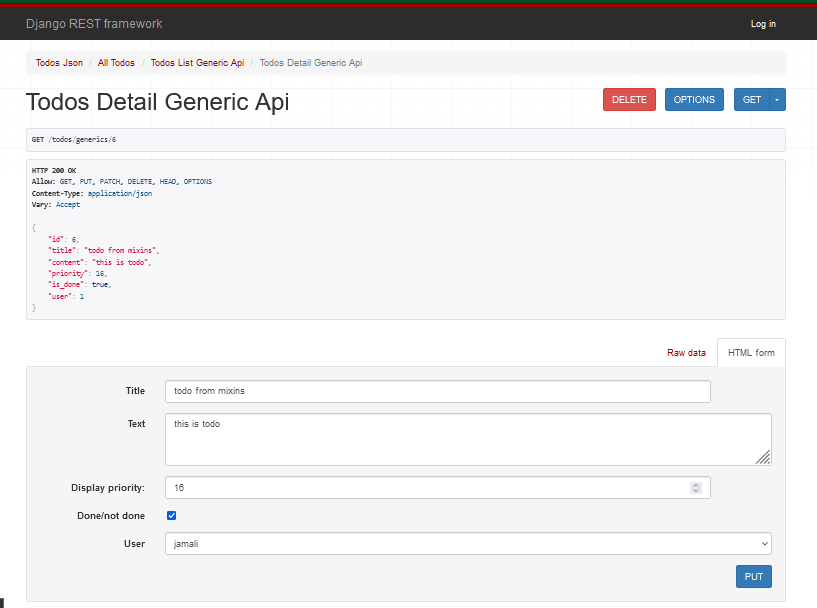 Django REST framework
Log in
Todos Json / All Todos / Todos List Generic Api / Todos Detail Generic Api
Todos Detail Generic Api
DELETE
OPTIONS
GET
GET /todos/generics/6
HTTP 200 OK
Allow: GET, PUT, PATCH, DELETE, HEAD, OPTIONS
Content-Type: application/json
Vary: Accept
{
"id": 6,
"title": "todo from mixins",
"content": "this is todo",
"priority": 16,
"is_done": true,
"user": 1
}
Raw data
HTML form
Title
todo from mixins
Text
this is todo
Display priority:
16
Done/not done
User
jamali
PUT